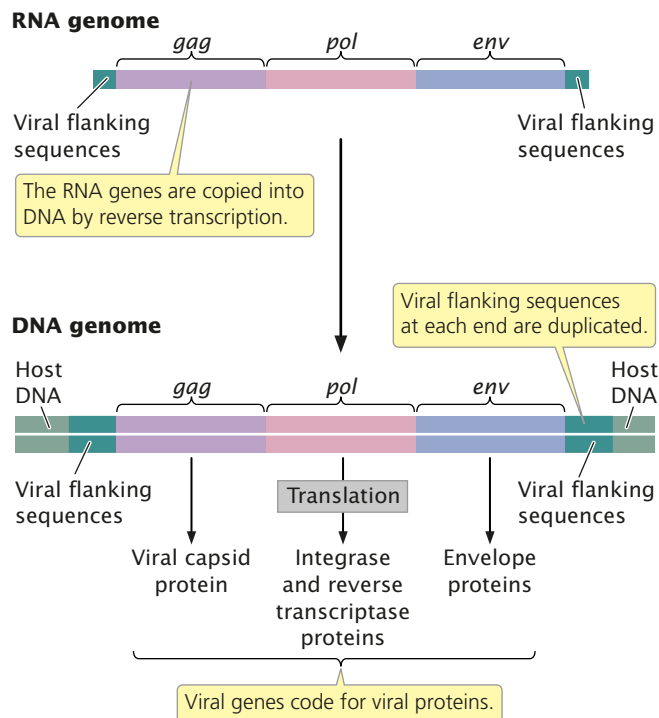 RNA genome
gag pol env
Viral flanking
sequences
Viral flanking
sequences
The RNA genes are copied into
DNA by reverse transcription.
Viral flanking sequences
at each end are duplicated.
DNA genome
Host
DNA
gag pol env
Host
DNA
Viral flanking
sequences
Translation
Viral flanking
sequences
Viral capsid
protein
Integrase
and reverse
transcriptase
proteins
Envelope
proteins
Viral genes code for viral proteins.